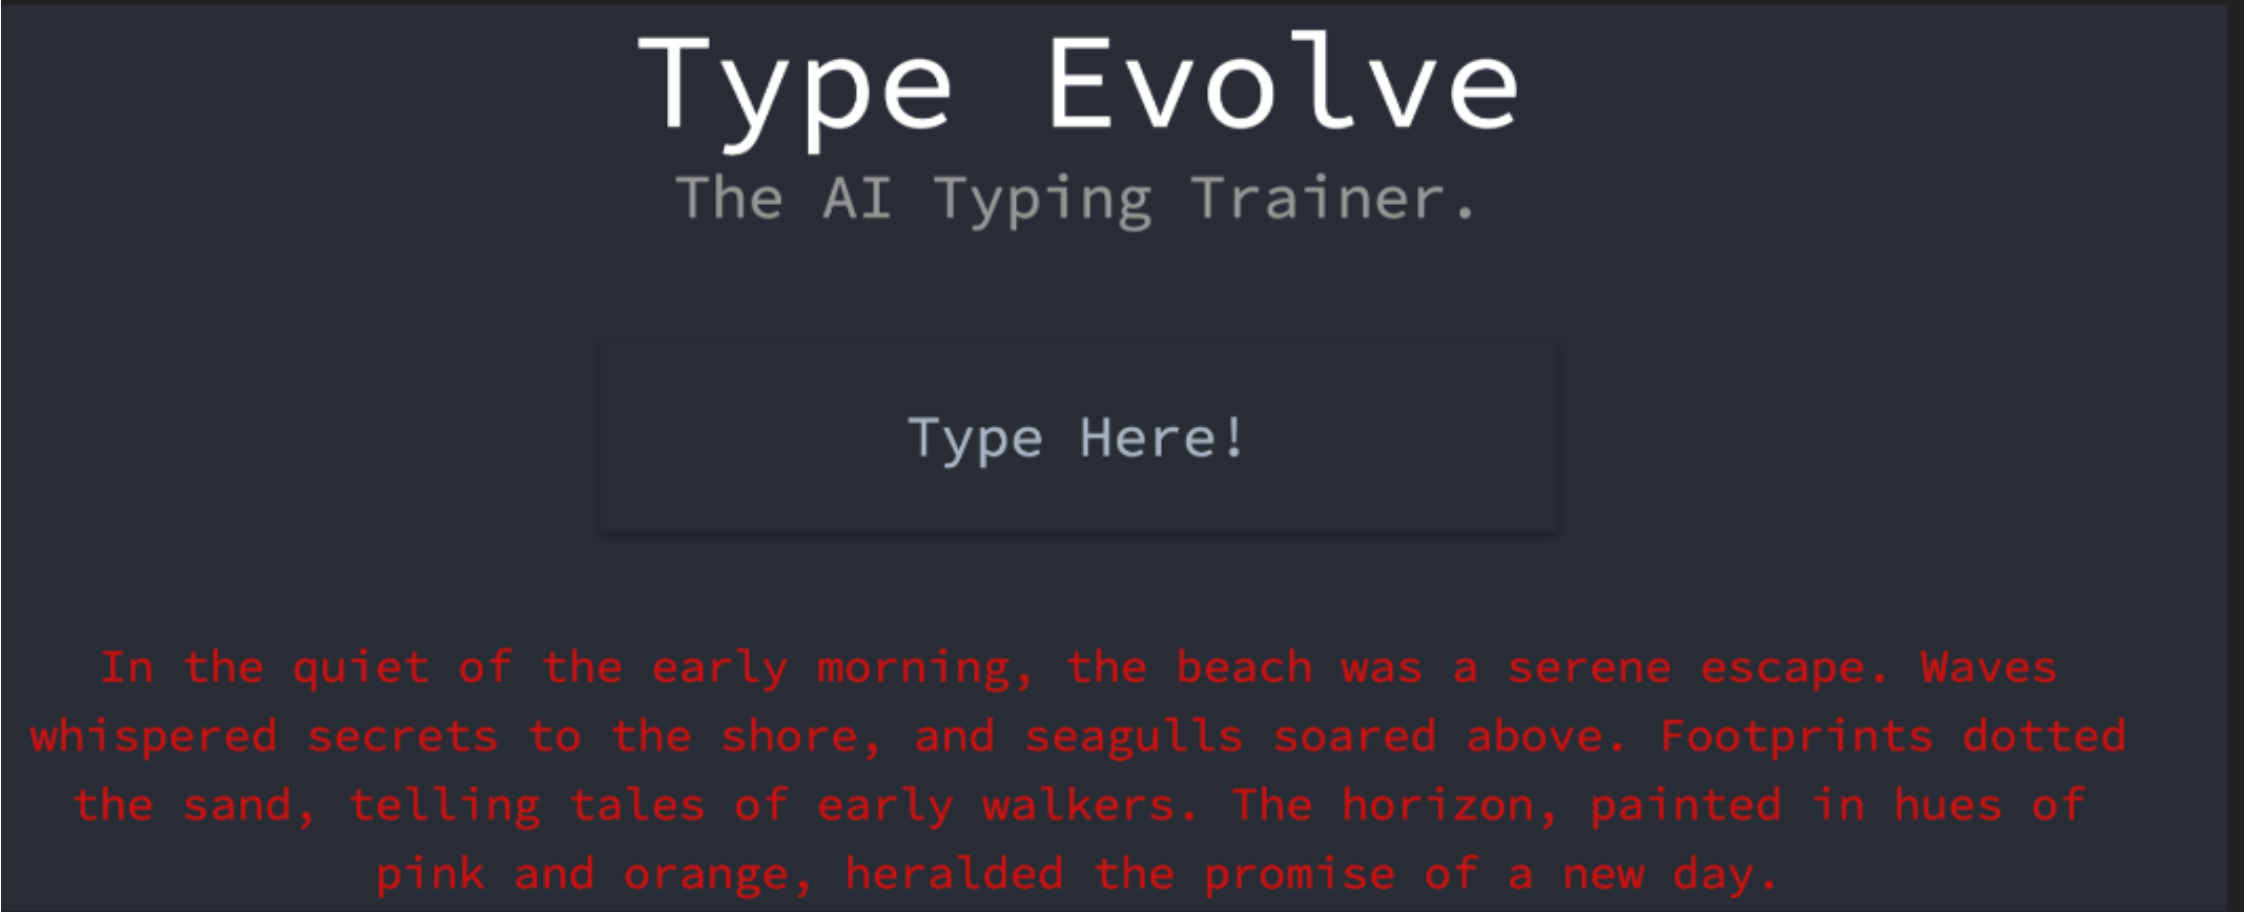 Type Evolve
The AI Typing Trainer.
Type Here!
In the quiet of the early morning, the beach was a serene escape. Waves
whispered secrets to the shore, and seagulls soared above. Footprints dotted
the sand, telling tales of early walkers. The horizon, painted in hues of
pink and orange, heralded the promise of a new day.